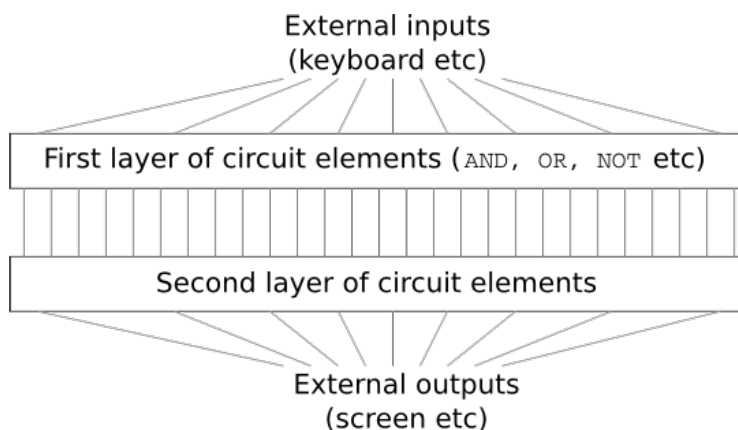 External inputs
(keyboard etc)
First layer of circuit elements (AND, OR, NOT etc)
Second layer of circuit elements
External outputs
(screen etc)